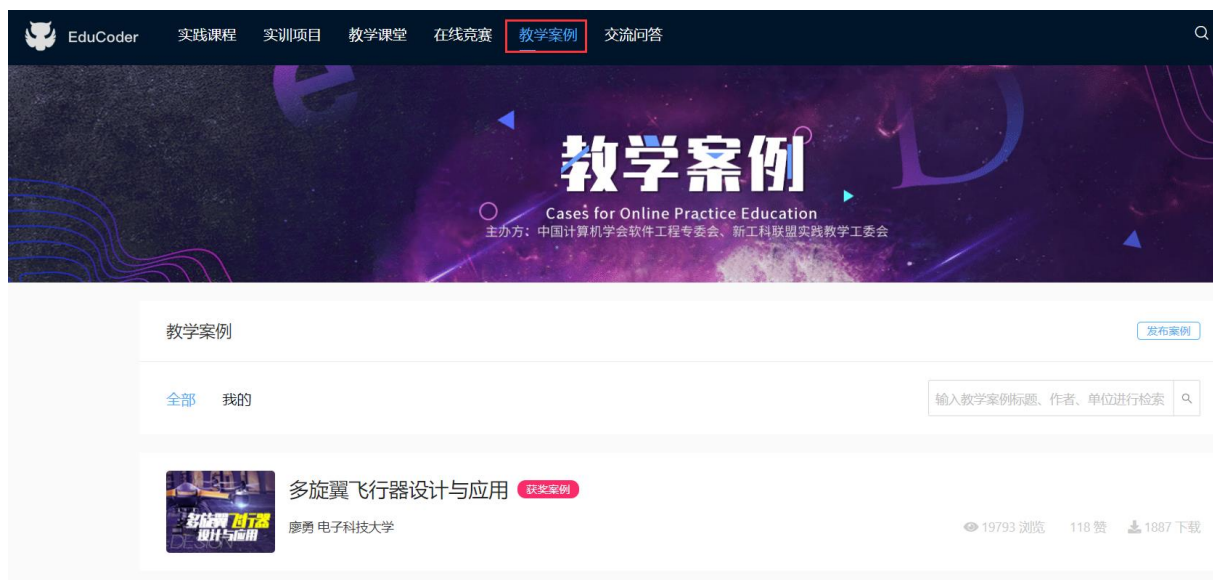 EduCoder 实践课程 实训项目 教学课堂 在线竞赛 教学案例 交流问答
教学案例
Cases for Online Practice Education
主办方：中国计算机学会软件工程专委会、新工科联盟实践教学工委会
教学案例 发布案例
全部 我的 输入教学案例标题、作者、单位进行检索
多旋翼飞行器设计与应用 获奖案例
多旋翼飞行器
设计与应用
DESIGN
廖勇 电子科技大学 19793 浏览 118 赞 1887 下载